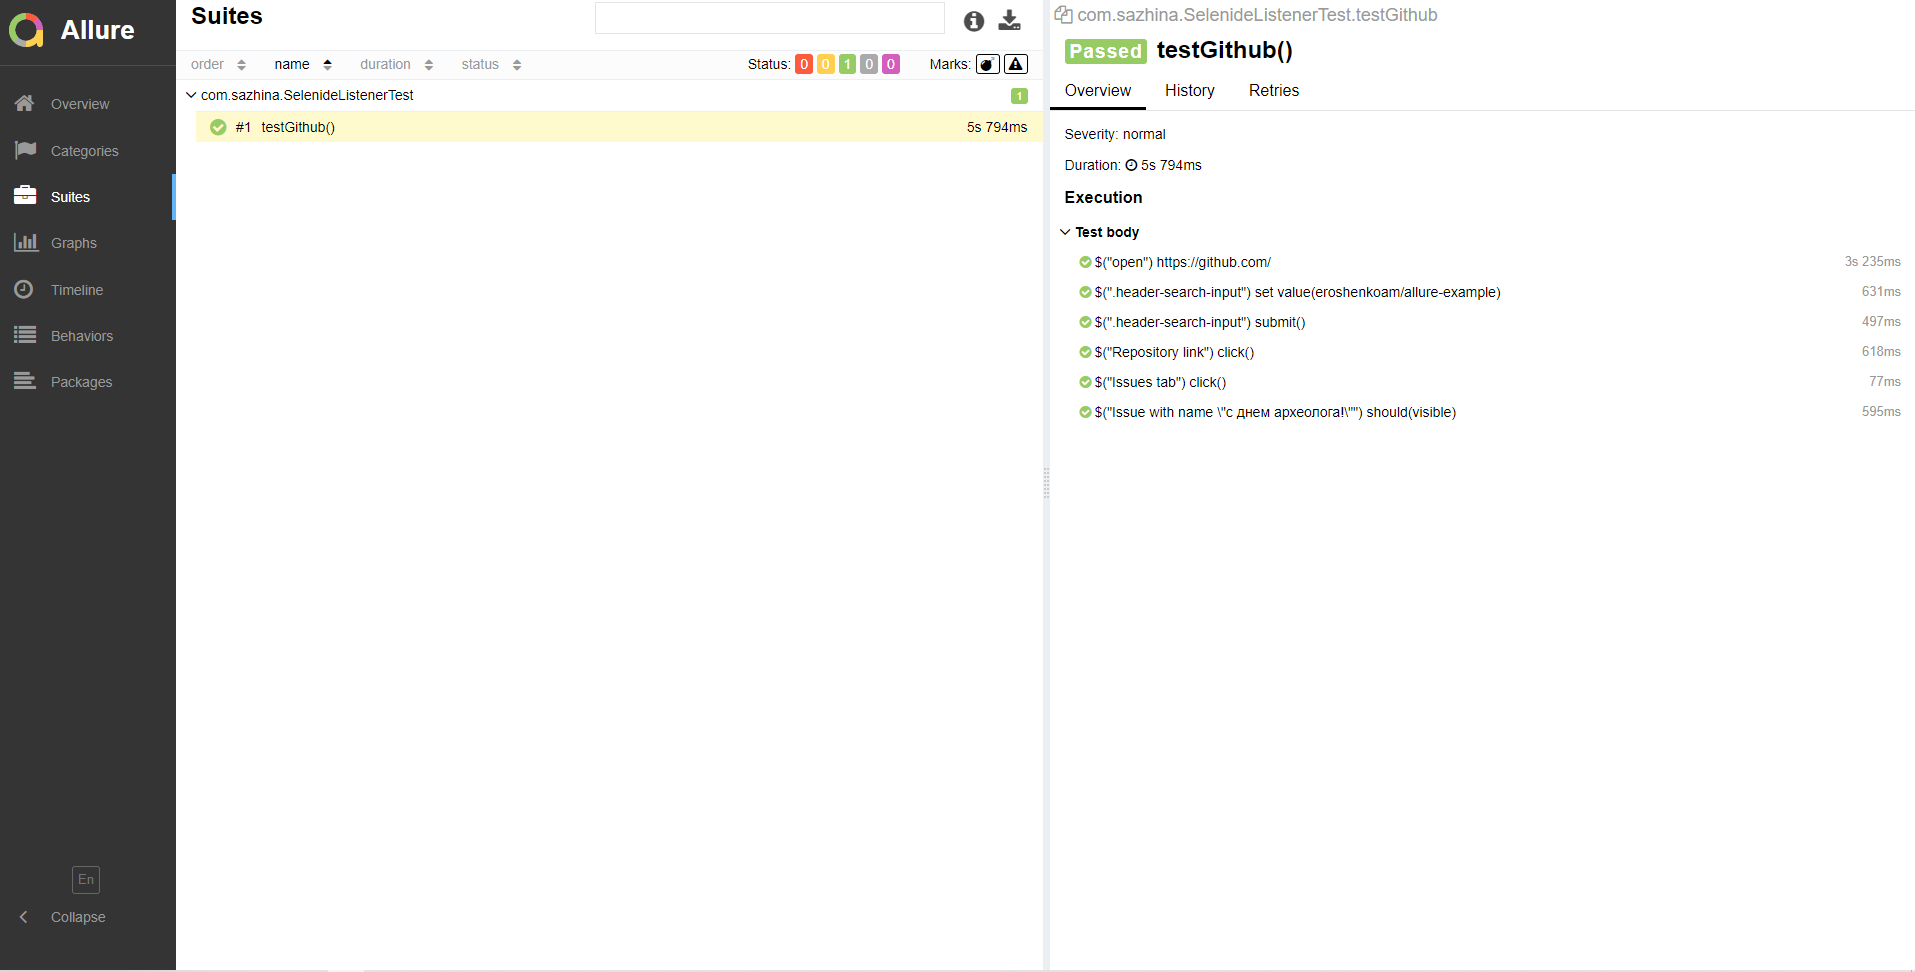 Allure
Overview
Categories
Suites
Graphs
Timeline
Behaviors
Packages
En
Collapse
Suites
order name duration status Status: 0 0 1 0 0 Marks:
com.sazhina.SelenideListenerTest 1
#1 testGithub() 5s 794ms
com.sazhina.SelenideListenerTest.testGithub
Passed testGithub()
Overview History Retries
Severity: normal
Duration: 5s 794ms
Execution
Test body
$("open") https://github.com/ 3s 235ms
$(".header-search-input") set value(eroshenkoam/allure-example) 631ms
$(".header-search-input") submit() 497ms
$("Repository link") click() 618ms
$("Issues tab") click() 77ms
$("Issue with name \"с днем археолога!\"") should(visible) 595ms